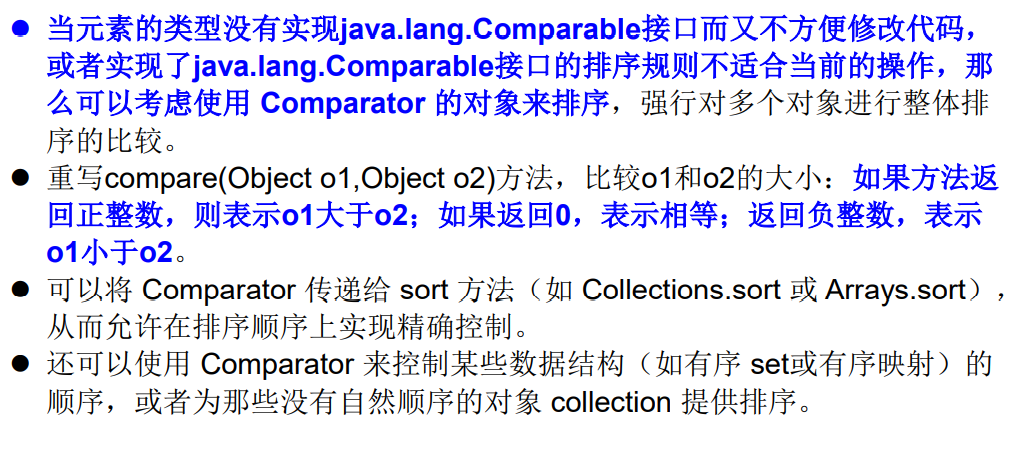 ● 当元素的类型没有实现java.lang.Comparable接口而又不方便修改代码，
或者实现了java.lang.Comparable接口的排序规则不适合当前的操作，那
么可以考虑使用 Comparator 的对象来排序，强行对多个对象进行整体排
序的比较。
● 重写compare(Object o1,Object o2)方法，比较o1和o2的大小：如果方法返
回正整数，则表示o1大于o2；如果返回0，表示相等；返回负整数，表示
o1小于o2。
● 可以将 Comparator 传递给 sort 方法（如 Collections.sort 或 Arrays.sort），
从而允许在排序顺序上实现精确控制。
● 还可以使用 Comparator 来控制某些数据结构（如有序 set或有序映射）的
顺序，或者为那些没有自然顺序的对象 collection 提供排序。